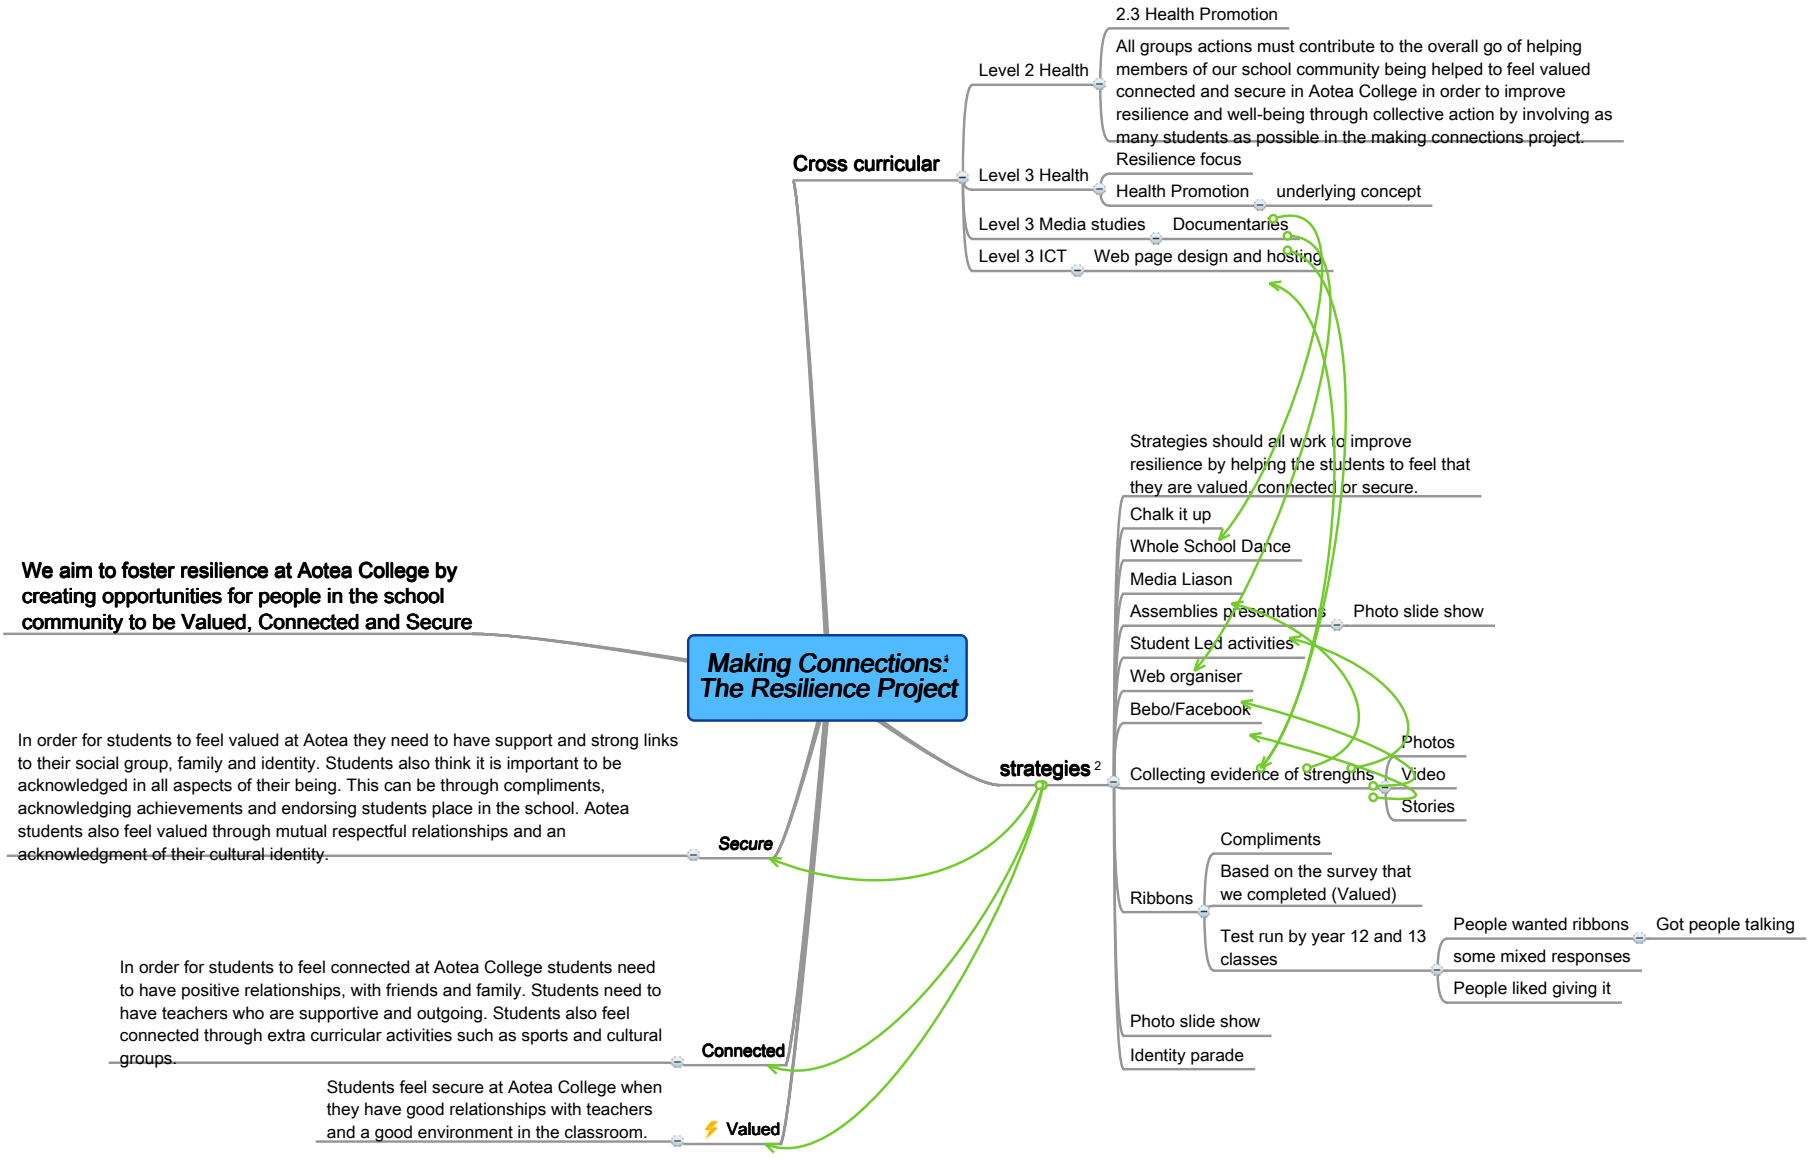 2.3 Health Promotion
All groups actions must contribute to the overall go of helping
members of our school community being helped to feel valued
connected and secure in Aotea College in order to improve
resilience and well-being through collective action by involving as
many students as possible in the making connections project.
Level 2 Health
Cross curricular
Resilience focus
Level 3 Health
Health Promotion
underlying concept
Level 3 Media studies
Documentaries
Level 3 ICT
Web page design and hosting
Strategies should all work to improve
resilience by helping the students to feel that
they are valued, connected or secure.
Chalk it up
Whole School Dance
Media Liason
Assemblies presentations
Photo slide show
Student Led activities
Web organiser
Bebo/Facebook
strategies 2
Collecting evidence of strengths
Photos
Video
Stories
Ribbons
Compliments
Based on the survey that
we completed (Valued)
Test run by year 12 and 13
classes
People wanted ribbons
Got people talking
some mixed responses
People liked giving it
Photo slide show
Identity parade
We aim to foster resilience at Aotea College by
creating opportunities for people in the school
community to be Valued, Connected and Secure
Making Connections:
The Resilience Project
In order for students to feel valued at Aotea they need to have support and strong links
to their social group, family and identity. Students also think it is important to be
acknowledged in all aspects of their being. This can be through compliments,
acknowledging achievements and endorsing students place in the school. Aotea
students also feel valued through mutual respectful relationships and an
acknowledgment of their cultural identity.
Secure
In order for students to feel connected at Aotea College students need
to have positive relationships, with friends and family. Students need to
have teachers who are supportive and outgoing. Students also feel
connected through extra curricular activities such as sports and cultural
groups.
Connected
Students feel secure at Aotea College when
they have good relationships with teachers
and a good environment in the classroom.
Valued